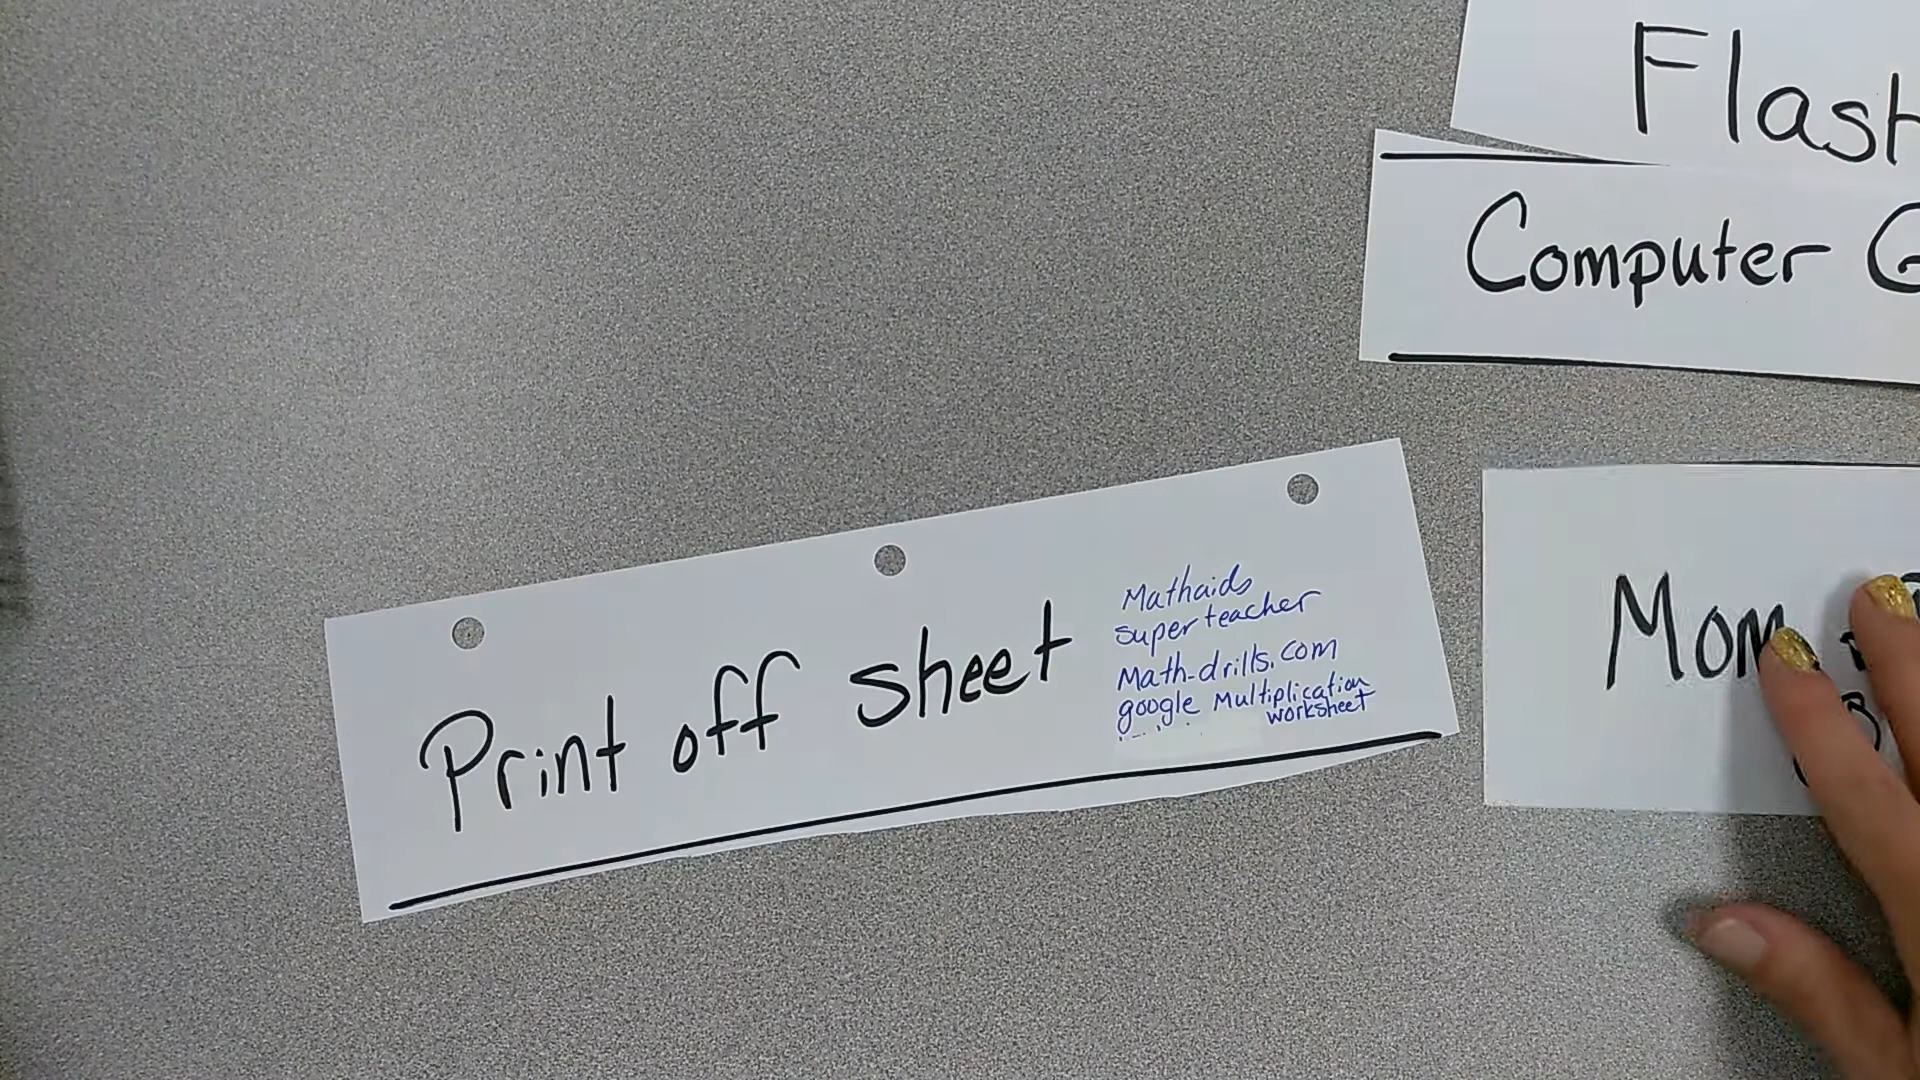 Flash
Computer G
Print off sheet
Mathaids
super teacher
Math-drills.com
google Multiplication
worksheet
Mom